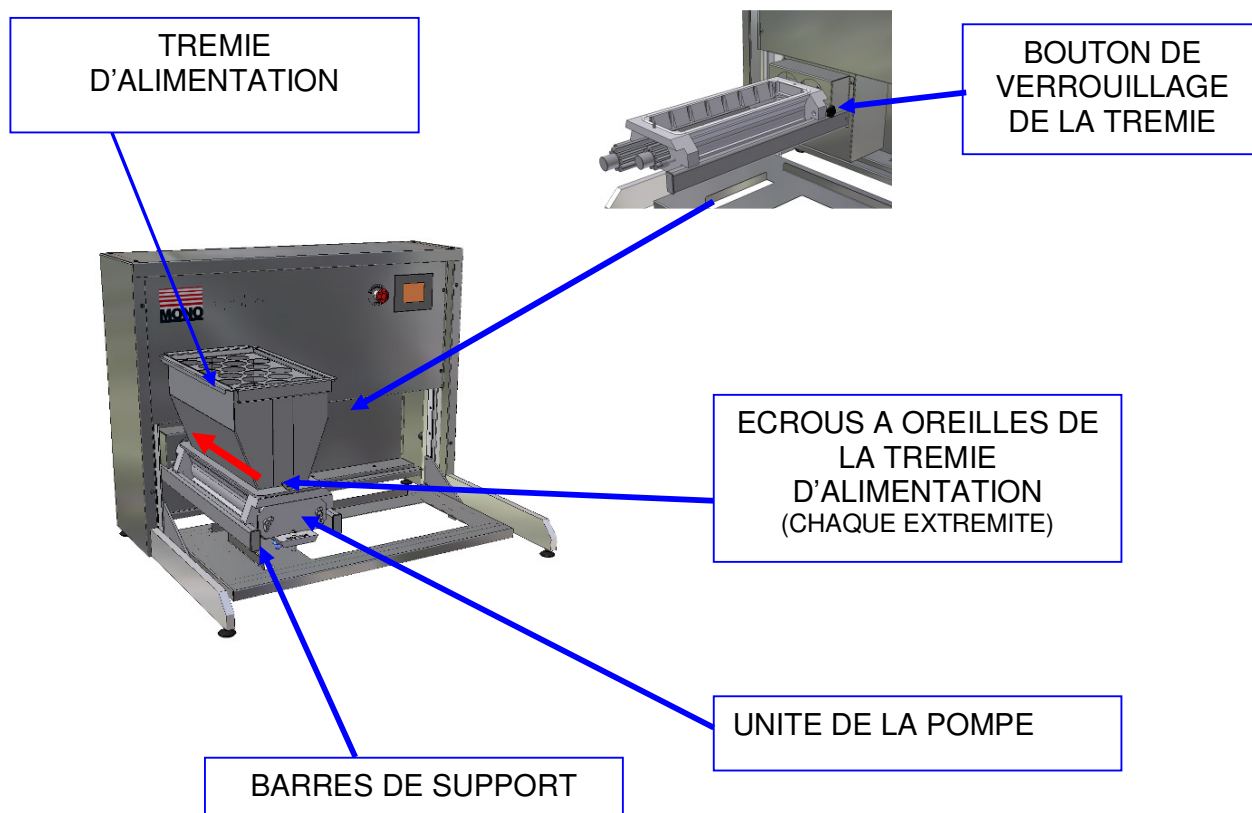 TREMIE
D'ALIMENTATION
BOUTON DE
VERROUILLAGE
DE LA TREMIE
MONO
ECROUS A OREILLES DE
LA TREMIE
D'ALIMENTATION
(CHAQUE EXTREMITE)
UNITE DE LA POMPE
BARRES DE SUPPORT